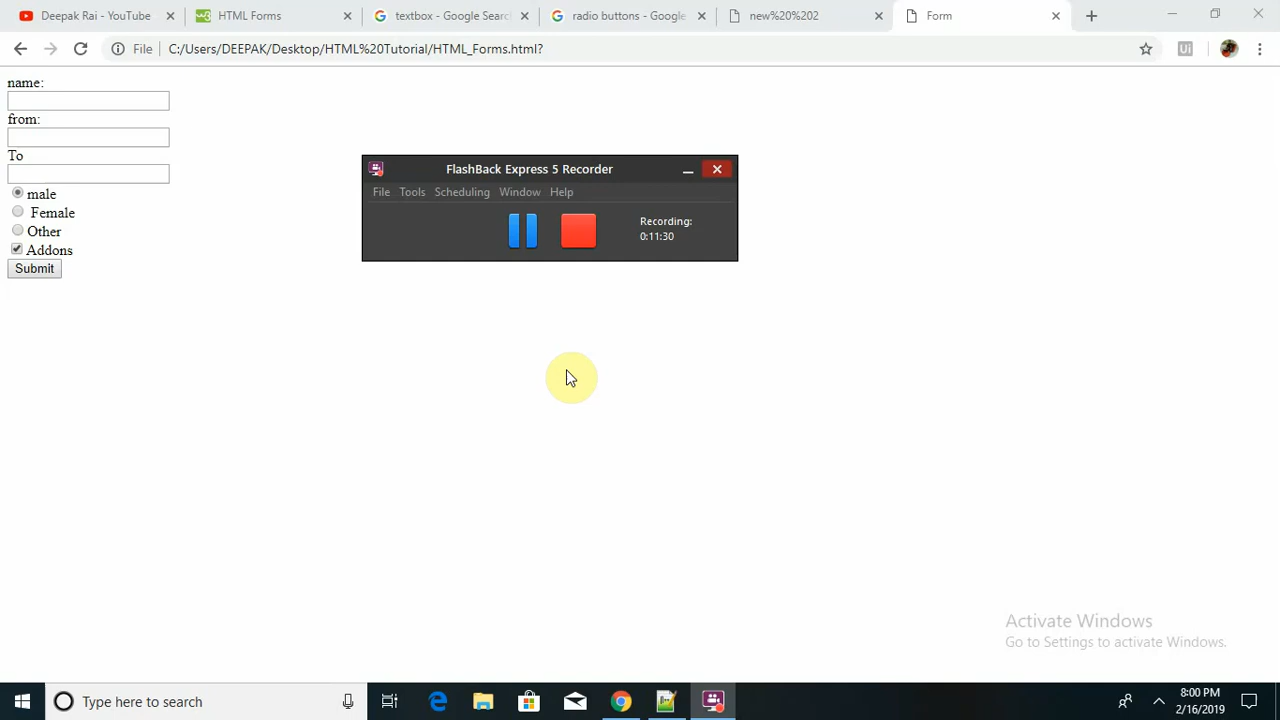 Deepak Rai - YouTube
HTML Forms
textbox - Google Searc
radio buttons - Google
new%20%202
Form
File
C:/Users/DEEPAK/Desktop/HTML%20Tutorial/HTML_Forms.html?
Ui
name:
from:
To
male
Female
Other
Addons
Submit
FlashBack Express 5 Recorder
File Tools Scheduling Window Help
Recording:
0:11:30
Activate Windows
Go to Settings to activate Windows.
Type here to search
8:00 PM
2/16/2019